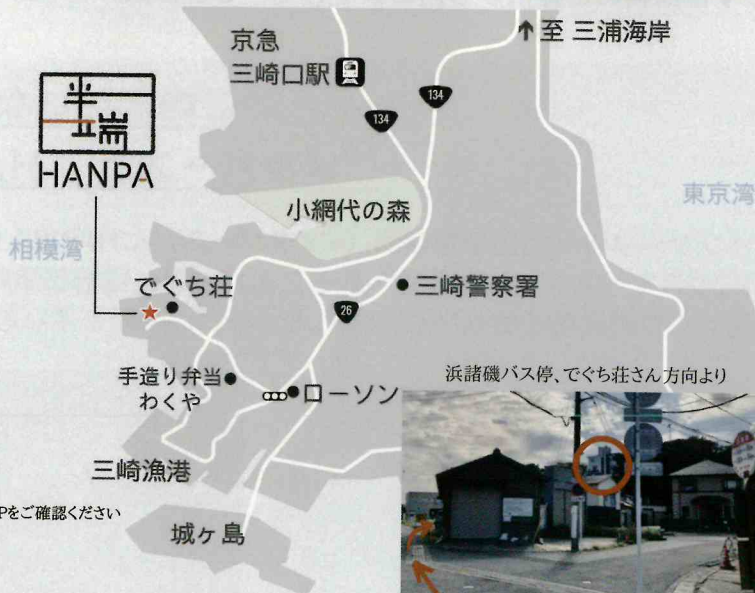 京急
三崎口駅
↑至 三浦海岸
134
134
半端
HANPA
小網代の森
東京湾
相模湾
でぐち荘
三崎警察署
26
手造り弁当
わくや
ローソン
浜諸磯バス停、でぐち荘さん方向より
三崎漁港
Pをご確認ください
城ヶ島